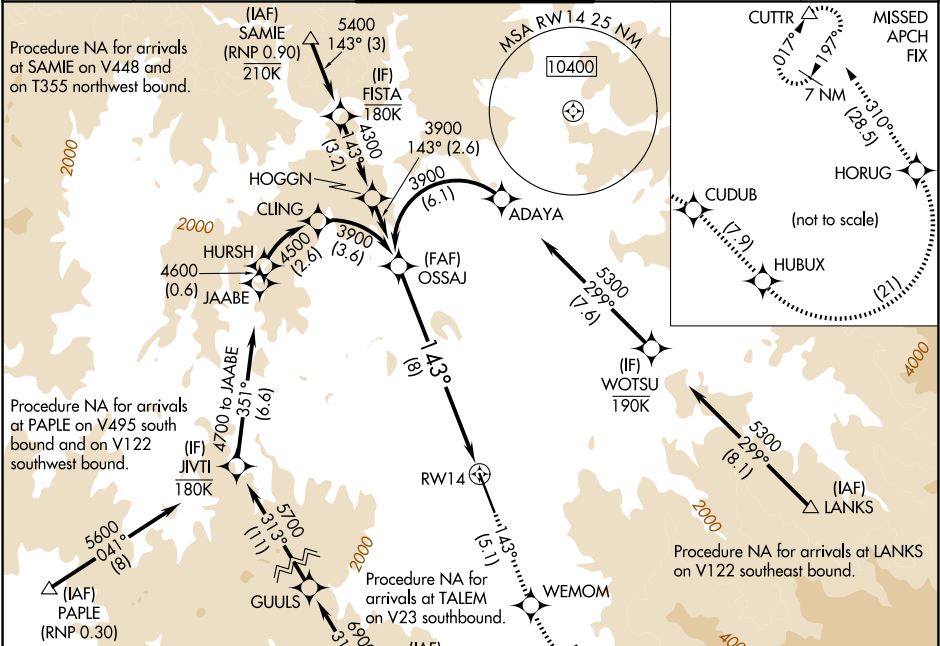 Procedure NA for arrivals
at SAMIE on V448 and
on T355 northwest bound.
(IAF)
SAMIE
(RNP 0.90)
210K
5400
143° (3)
(IF)
FISTA
180K
4300
143°
(3.2)
3900
143° (2.6)
HOGGN
3900
(6.1)
ADAYA
MSA RW14 25 NM
10400
CUTTR
MISSED
APCH
FIX
017°
197°
7 NM
310°
(28.5)
HORUG
CUDUB
(not to scale)
(7.9)
HUBUX
(21)
2000
2000
CLING
HURSH
4500
(2.6)
3900
(3.6)
4600
(0.6)
JAABE
(FAF)
OSSAJ
5300
299°
(7.6)
143°
(8)
(IF)
WOTSU
190K
4000
4700 to JAABE
351°
(6.6)
Procedure NA for arrivals
at PAPLE on V495 south
bound and on V122
southwest bound.
(IF)
JIVTI
180K
5300
299°
(8.1)
(IAF)
LANKS
RW14
5600
041°
(8)
5700
313°
(11)
2000
2000
143°
(5.1)
Procedure NA for arrivals at LANKS
on V122 southeast bound.
(IAF)
PAPLE
(RNP 0.30)
GUULS
Procedure NA for
arrivals at TALEM
on V23 southbound.
WEMOM
6900